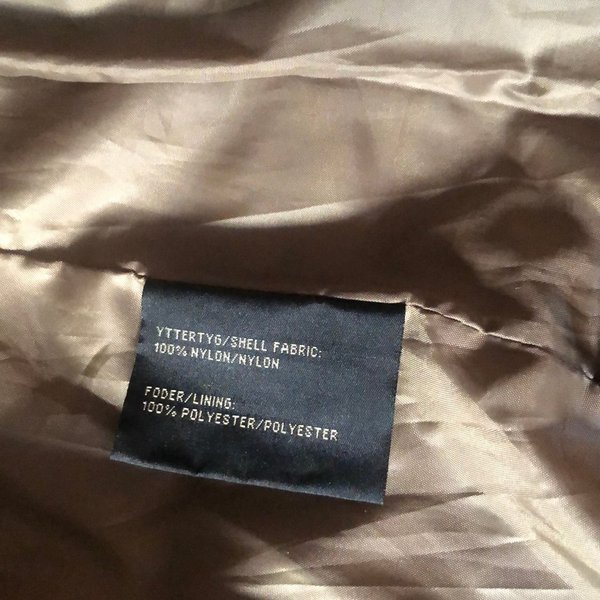 YTTERTYG/SHELL FABRIC:
100% NYLON/NYLON
FODER/LINING:
100% POLYESTER/POLYESTER